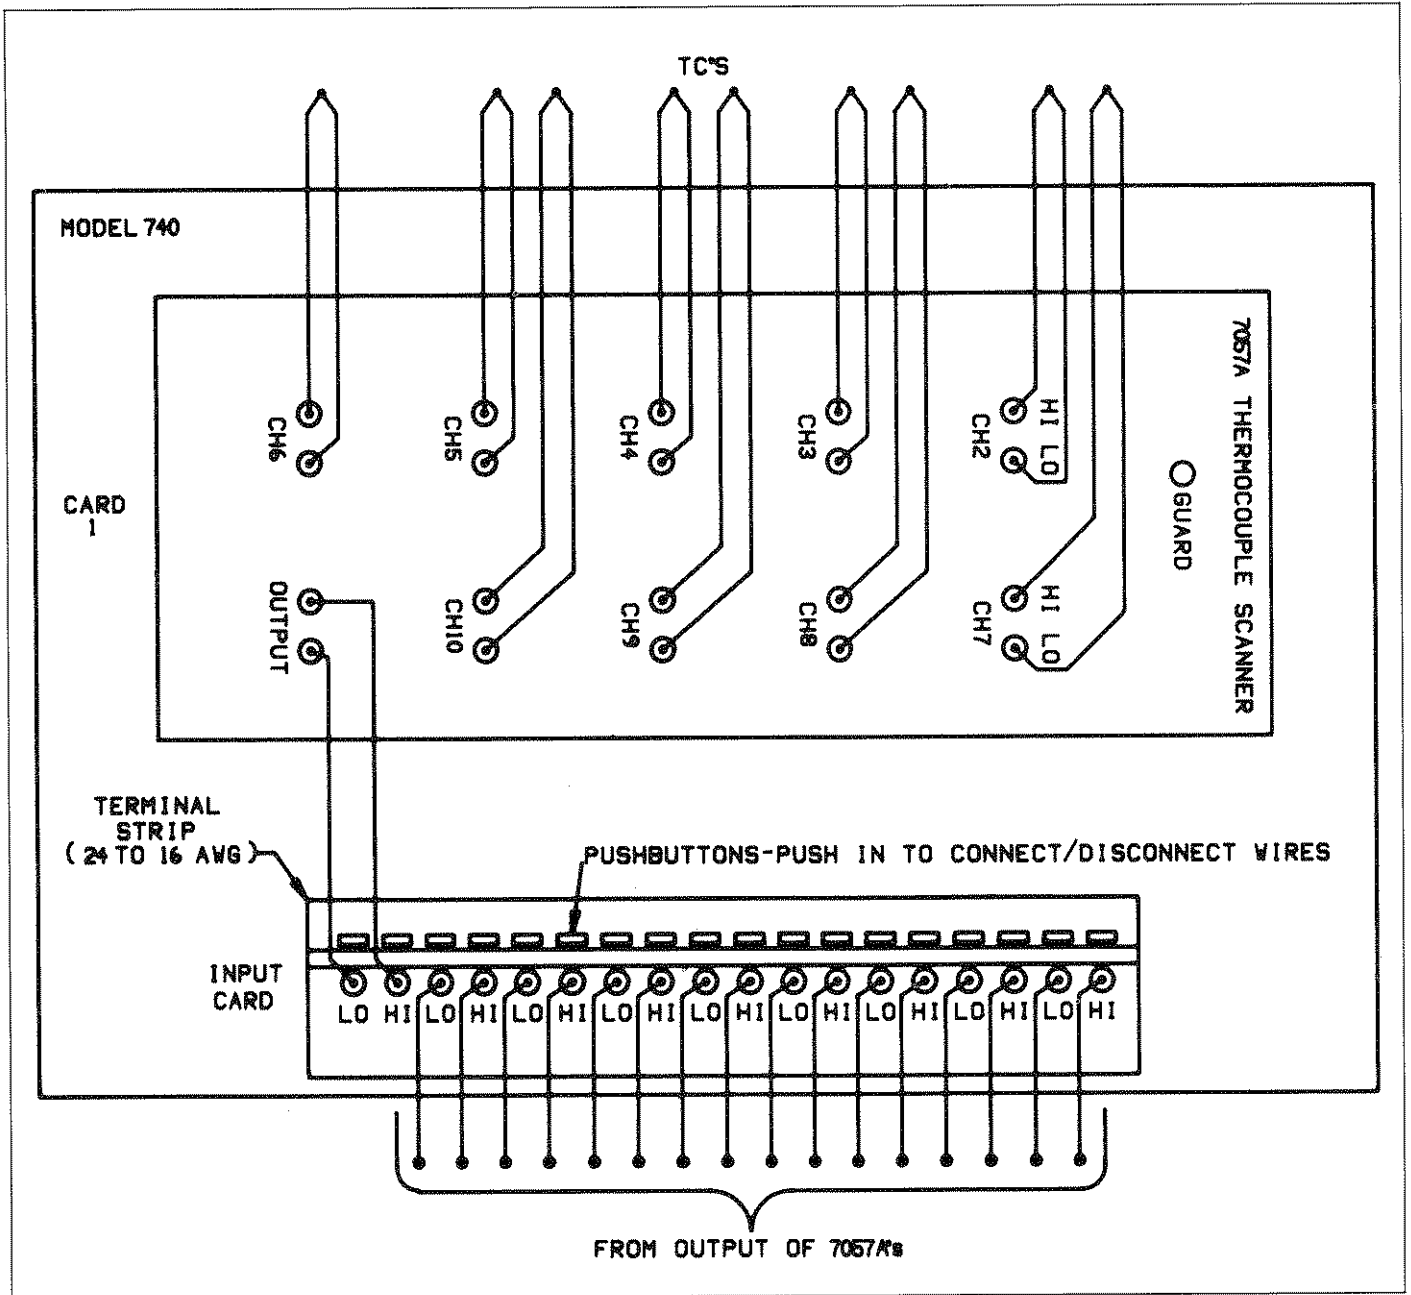 TC'S
MODEL 740
7057A THERMOCOUPLE SCANNER
CH6
CH5
CH4
CH3
CH2
HI LO
GUARD
CARD
1
OUTPUT
CH10
CH9
CH8
CH7
HI LO
TERMINAL
STRIP
(24 TO 16 AWG)
PUSHBUTTONS-PUSH IN TO CONNECT/DISCONNECT WIRES
INPUT
CARD
LO HI LO HI LO HI LO HI LO HI LO HI LO HI LO HI LO HI
FROM OUTPUT OF 7057A's